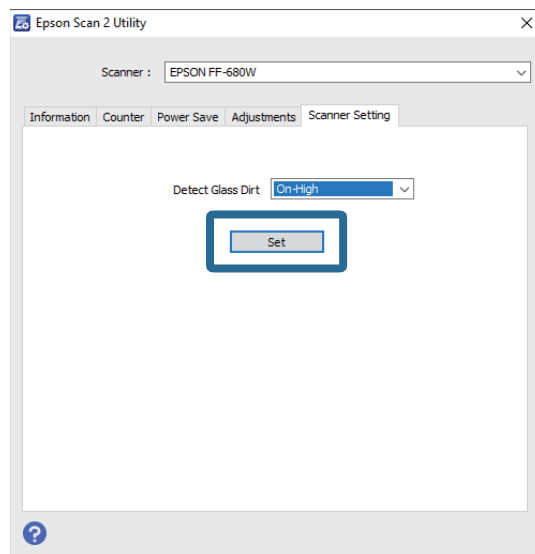 Epson Scan 2 Utility
Scanner : EPSON FF-680W
Information Counter Power Save Adjustments Scanner Setting
Detect Glass Dirt On-High
Set
?